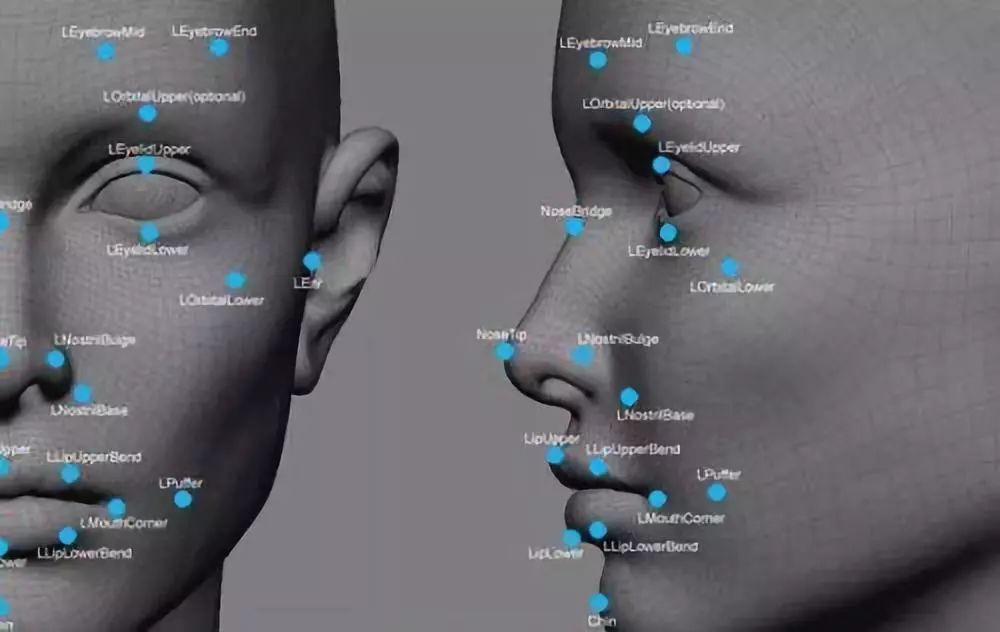 LEyebrowMid
LEyebrowEnd
LOrbitalUpper(optional)
LEyelidUpper
LEyelidLower
LOrbitalLower
LEar
LNostrilBulge
LNostrilBase
LLipUpperBend
LPuffer
LMouthCorner
LLipLowerBend
LEyebrowMid
LEyebrowEnd
LOrbitalUpper(optional)
LEyelidUpper
NoseBridge
LEyelidLower
LOrbitalLower
NoseTip
LNostrilBulge
LNostrilBase
LipUpper
LLipUpperBend
LPuffer
LMouthCorner
LipLower
LLipLowerBend
Chin